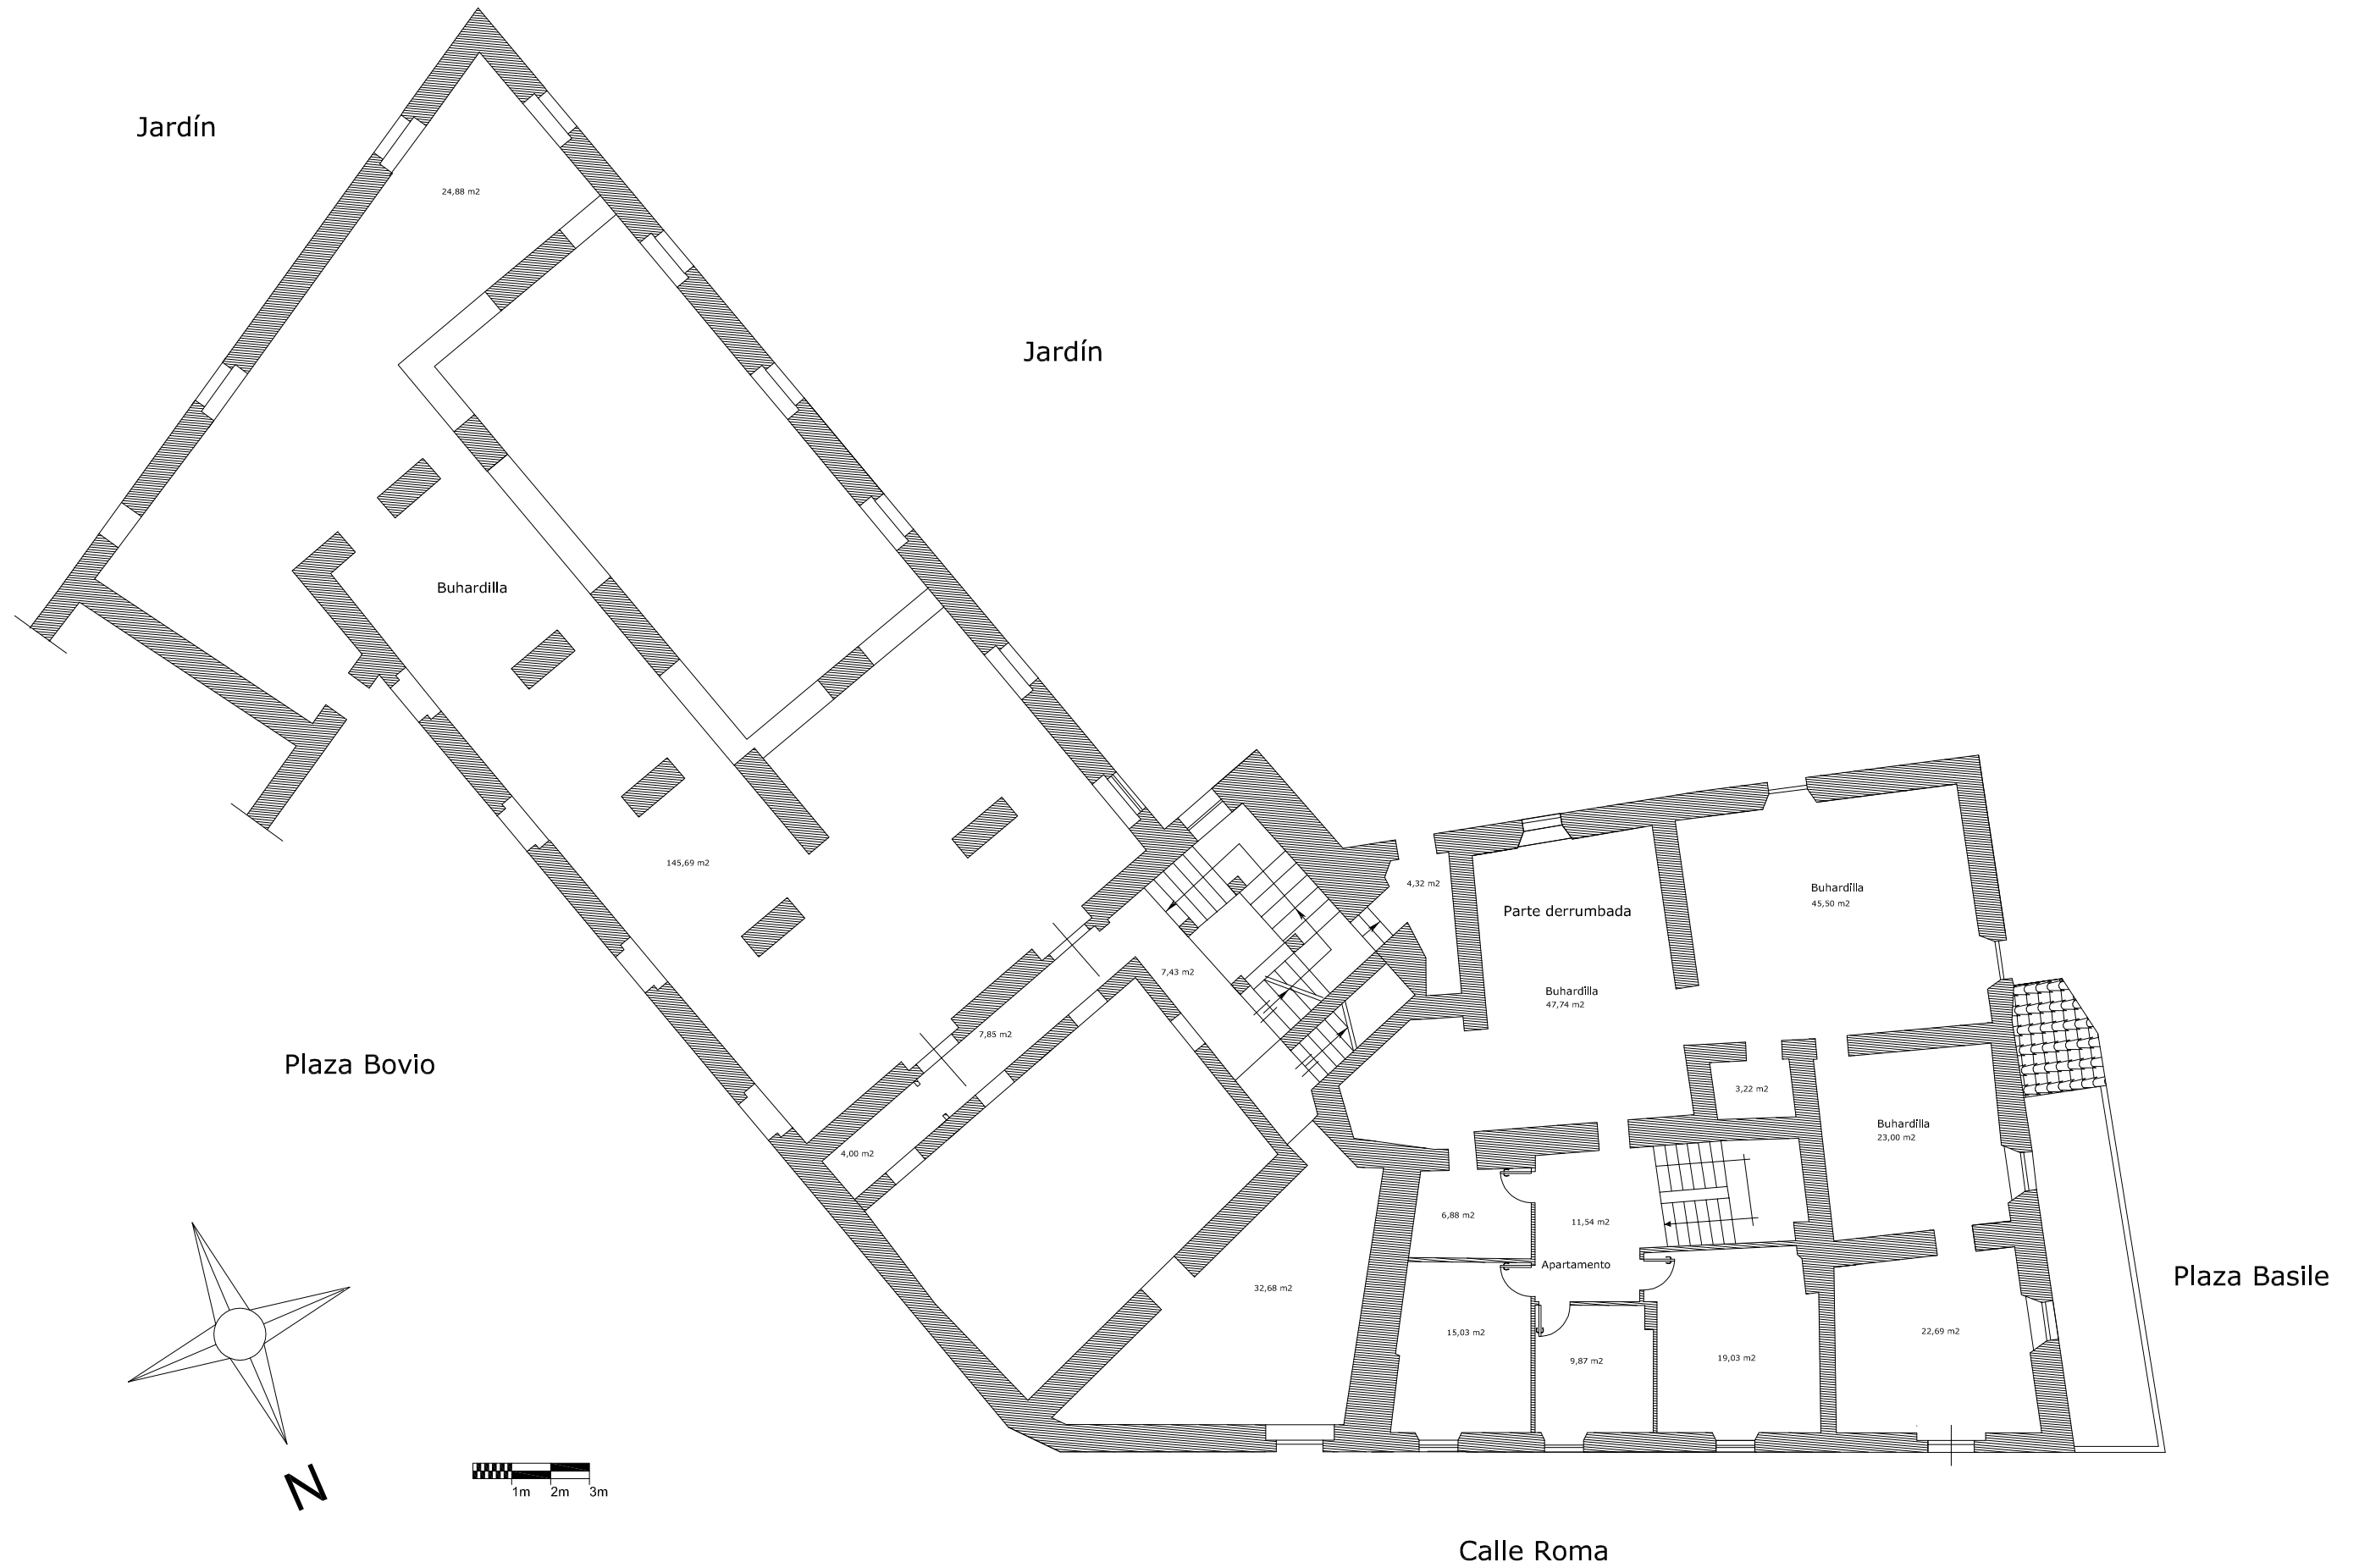 Jardín
24,88 m2
Jardín
Buhardilla
145,69 m2
4,32 m2
Buhardilla
45,50 m2
Parte derrumbada
7,43 m2
Buhardilla
47,74 m2
7,85 m2
Plaza Bovio
3,22 m2
Buhardilla
23,00 m2
4,00 m2
6,88 m2
11,54 m2
Apartamento
Plaza Basile
32,68 m2
15,03 m2
22,69 m2
9,87 m2
19,03 m2
N
1m 2m 3m
Calle Roma